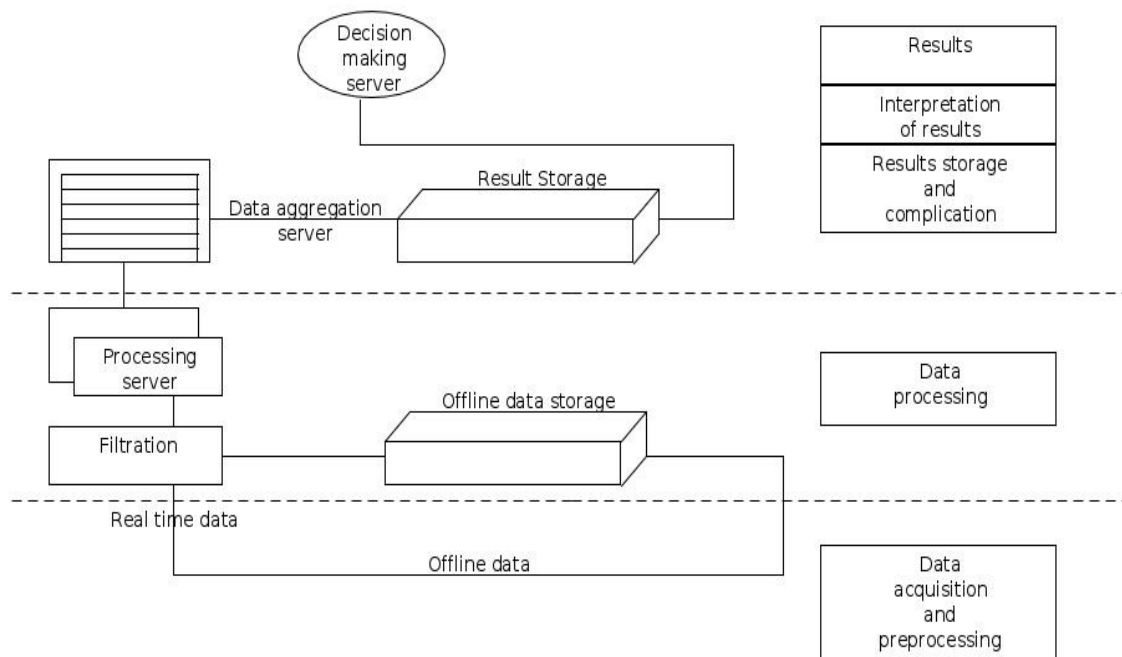 Decision
making
server
Results
Interpretation
of results
Result Storage
Results storage
and
complication
Data aggregation
server
Processing
server
Data
processing
Offline data storage
Filtration
Real time data
Offline data
Data
acquisition
and
preprocessing